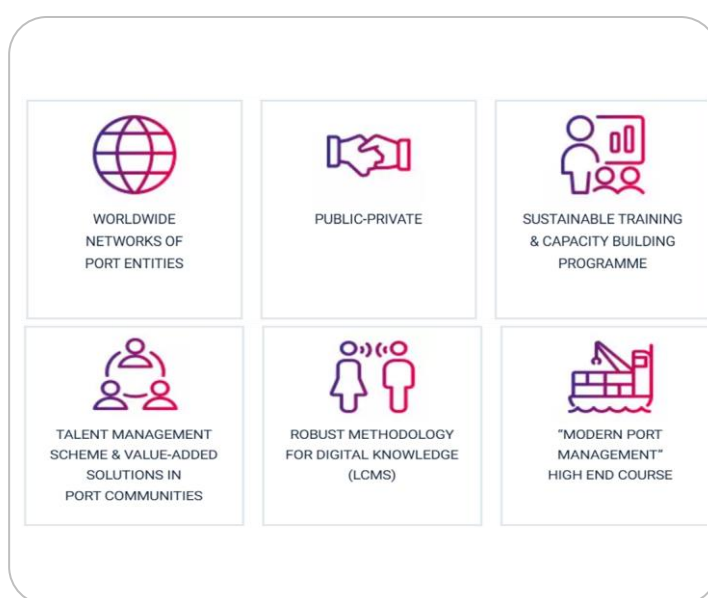 WORLDWIDE
NETWORKS OF
PORT ENTITIES
PUBLIC-PRIVATE
SUSTAINABLE TRAINING
& CAPACITY BUILDING
PROGRAMME
TALENT MANAGEMENT
SCHEME & VALUE-ADDED
SOLUTIONS IN
PORT COMMUNITIES
ROBUST METHODOLOGY
FOR DIGITAL KNOWLEDGE
(LCMS)
“MODERN PORT
MANAGEMENT”
HIGH END COURSE